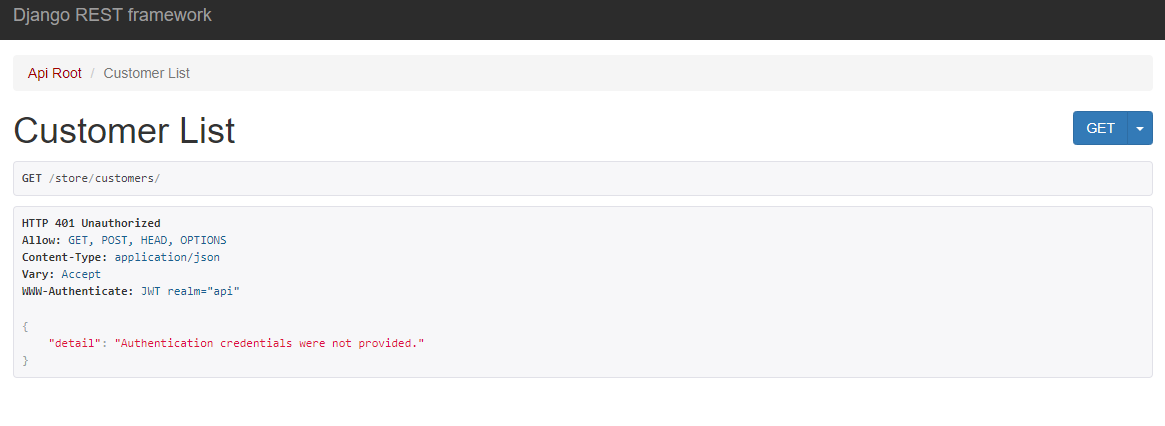 Django REST framework
Api Root / Customer List
Customer List
GET
GET /store/customers/
HTTP 401 Unauthorized
Allow: GET, POST, HEAD, OPTIONS
Content-Type: application/json
Vary: Accept
WWW-Authenticate: JWT realm="api"
{
    "detail": "Authentication credentials were not provided."
}